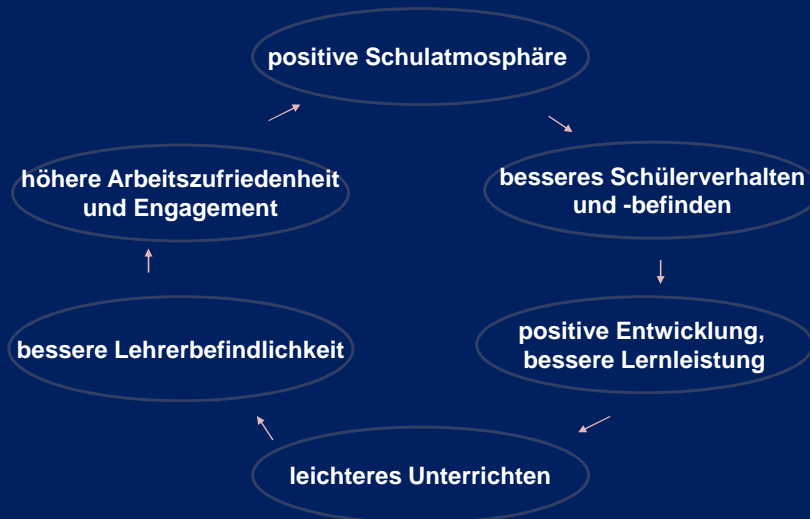 positive Schulatmosphäre
besseres Schülerverhalten
und -befinden
positive Entwicklung,
bessere Lernleistung
leichteres Unterrichten
bessere Lehrerbefindlichkeit
höhere Arbeitszufriedenheit
und Engagement